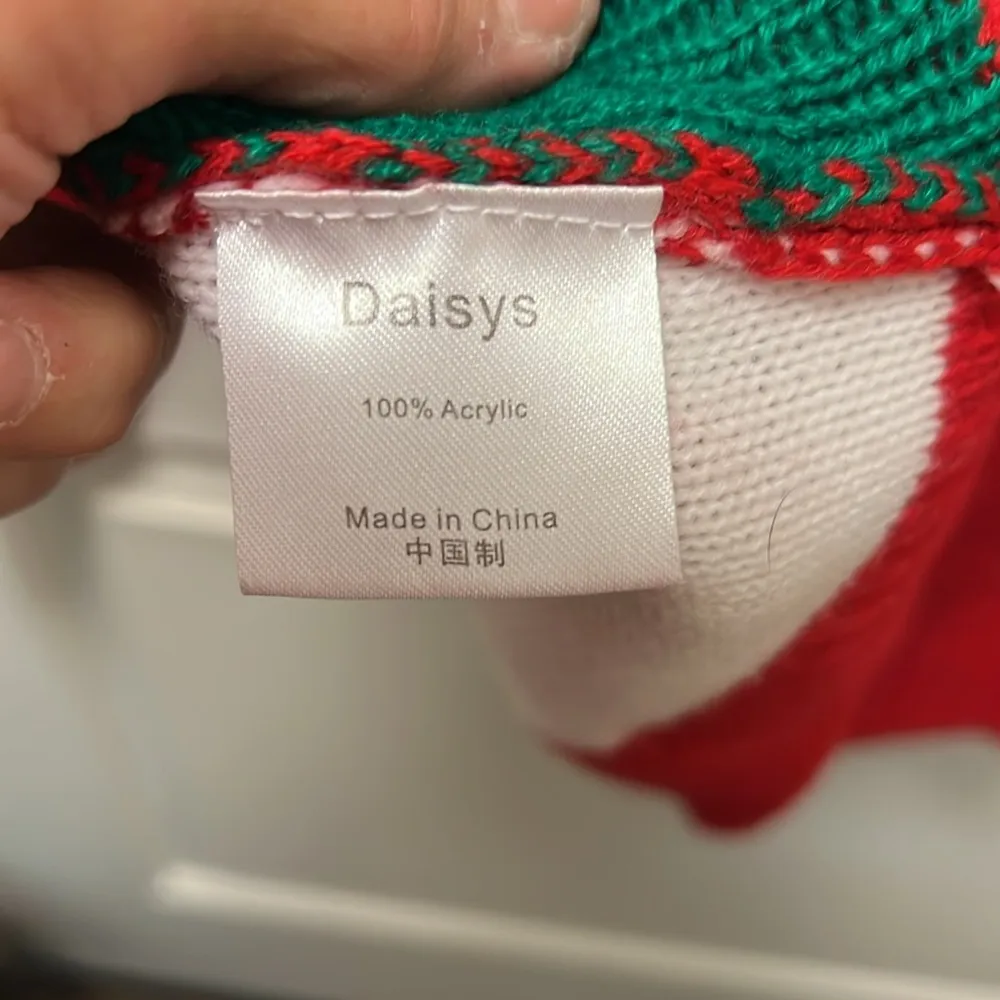 Daisys
100% Acrylic
Made in China
中国制